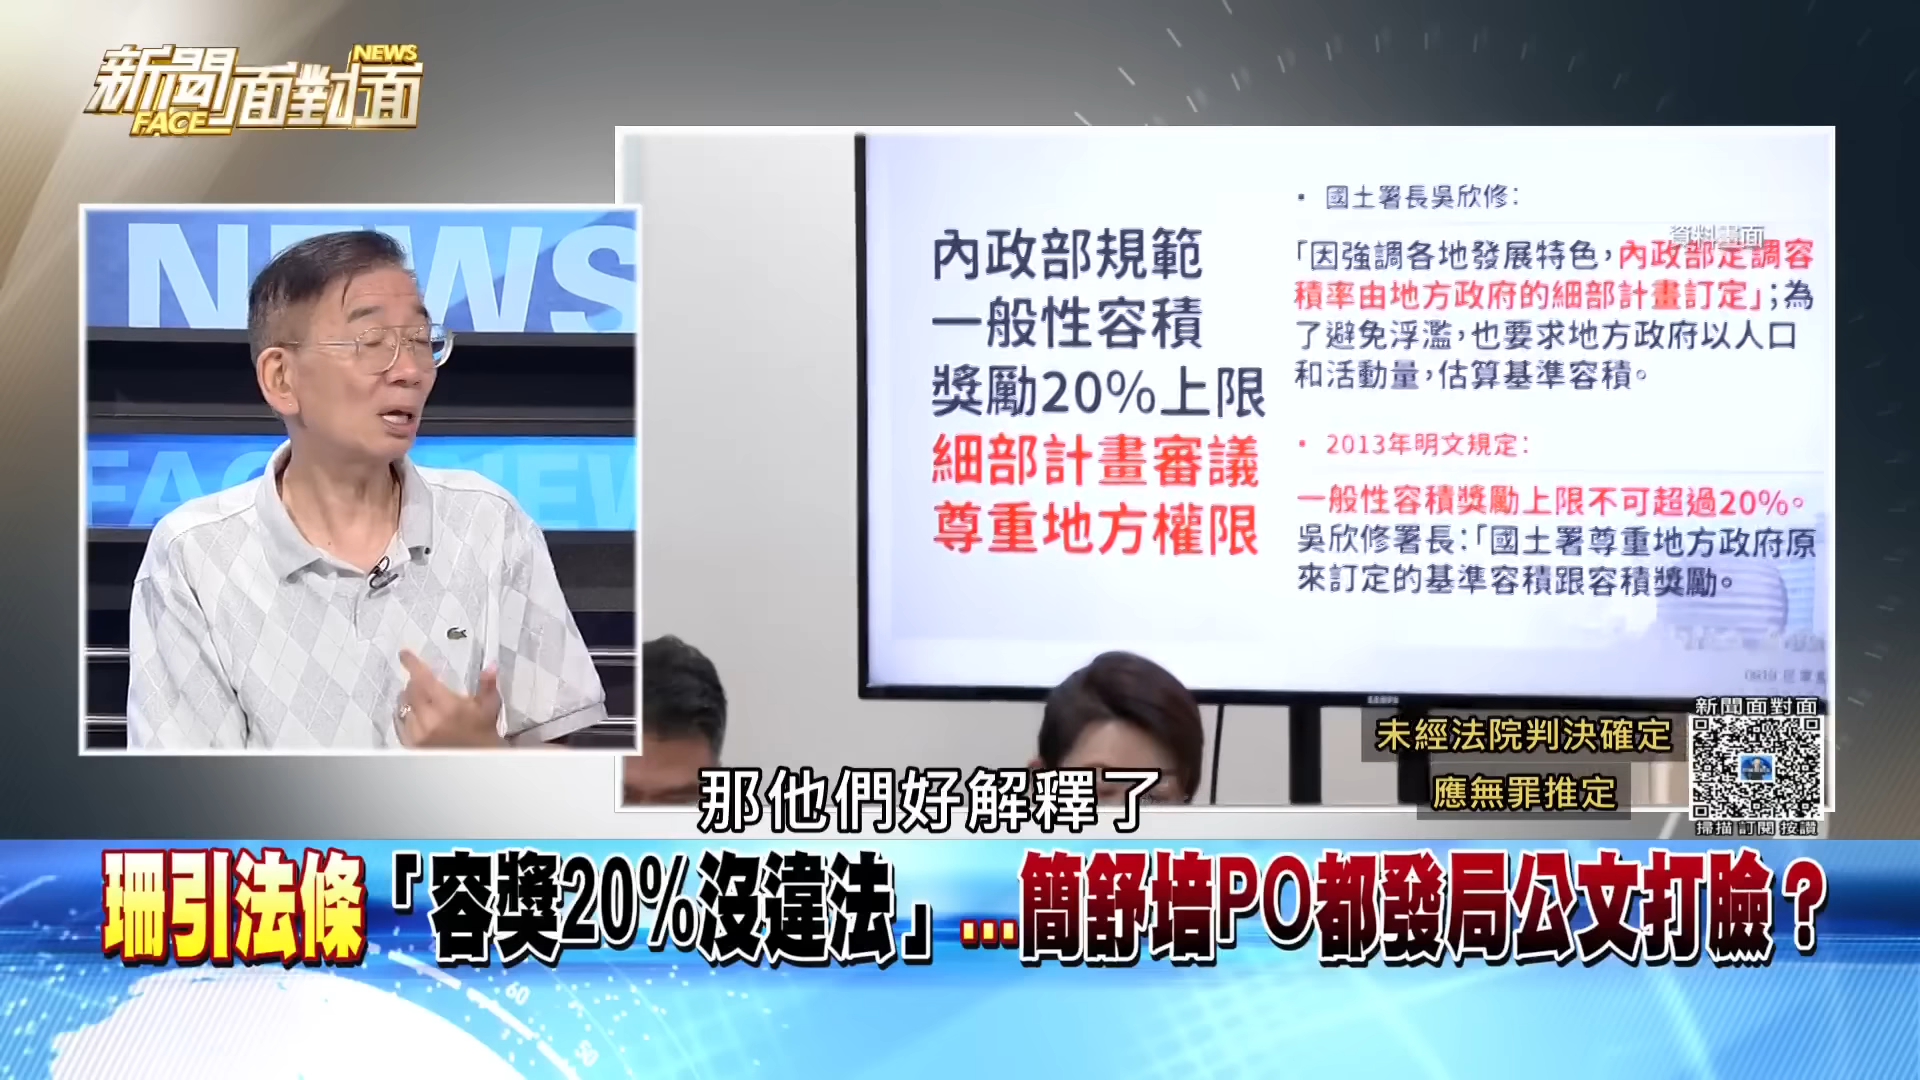 新聞面對面
NEWS
FACE
NEWS
FACE NEW
內政部規範
一般性容積
獎勵20%上限
細部計畫審議
尊重地方權限
• 國土署長吳欣修：
資料畫面
「因強調各地發展特色，內政部定調容
積率由地方政府的細部計畫訂定」；為
了避免浮濫，也要求地方政府以人口
和活動量，估算基準容積。
• 2013年明文規定：
一般性容積獎勵上限不可超過20%。
吳欣修署長：「國土署尊重地方政府原
來訂定的基準容積跟容積獎勵。
新聞面對面
未經法院判決確定
應無罪推定
掃描 訂閱 按讚
那他們好解釋了
珊引法條「容獎20%沒違法」...簡舒培PO都發局公文打臉？
60
50